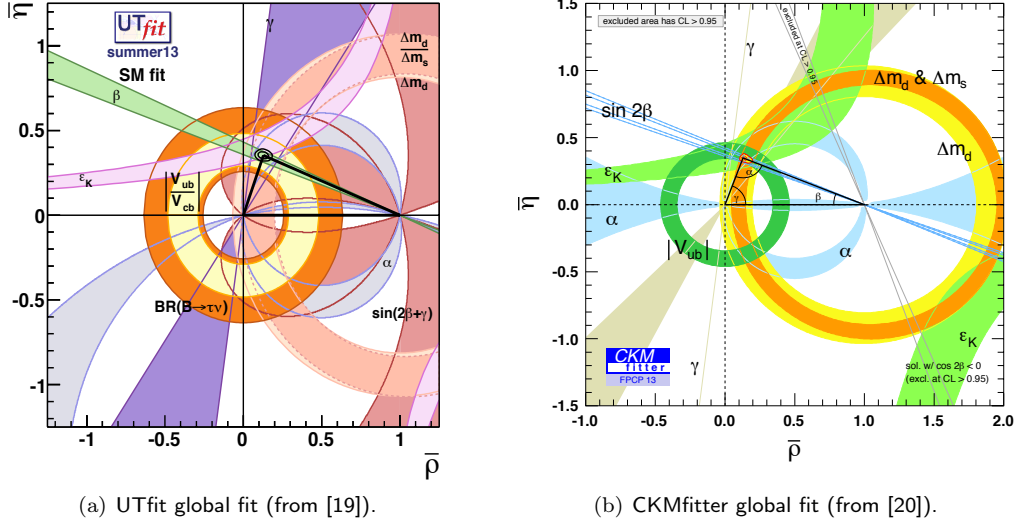 η̅
UTfit
summer13
SM fit
γ
Δm_d
Δm_s
Δm_d
β
ε_K
|V_ub/V_cb|
α
BR(B→τν)
sin(2β+γ)
1
0.5
0
-0.5
-1
-1 -0.5 0 0.5 1
ρ̅
(a) UTfit global fit (from [19]).
η̅
excluded area has CL > 0.95
excluded at CL > 0.95
γ
Δm_d & Δm_s
sin 2β
Δm_d
ε_K
α
α
γ
β
|V_ub|
α
ε_K
γ
CKM
fitter
FPCP 13
sol. w/ cos 2β < 0
(excl. at CL > 0.95)
1.5
1.0
0.5
0.0
-0.5
-1.0
-1.5
-1.0 -0.5 0.0 0.5 1.0 1.5 2.0
ρ̅
(b) CKMfitter global fit (from [20]).